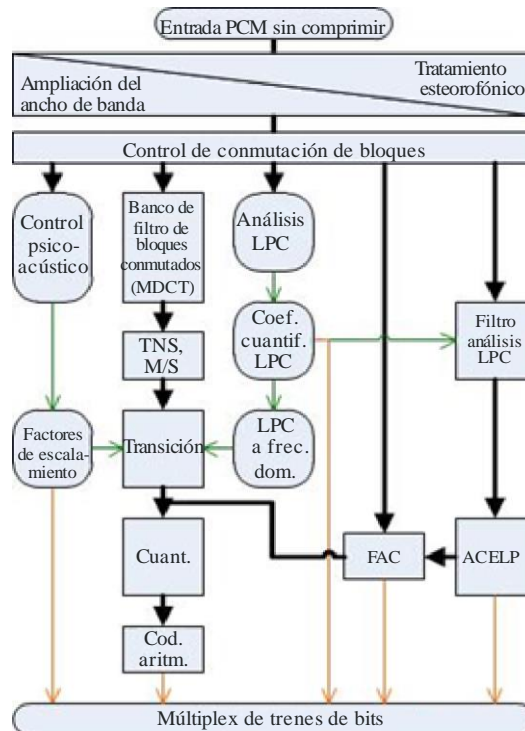 Entrada PCM sin comprimir
Ampliación del
ancho de banda
Tratamiento
esteorofónico
Control de conmutación de bloques
Control
psico-
acústico
Banco de
filtro de
bloques
conmutados
(MDCT)
Análisis
LPC
TNS,
M/S
Coef.
cuantif.
LPC
Filtro
análisis
LPC
Factores
de escala-
miento
Transición
LPC
a frec.
dom.
Cuant.
FAC
ACELP
Cod.
aritm.
Múltiplex de trenes de bits